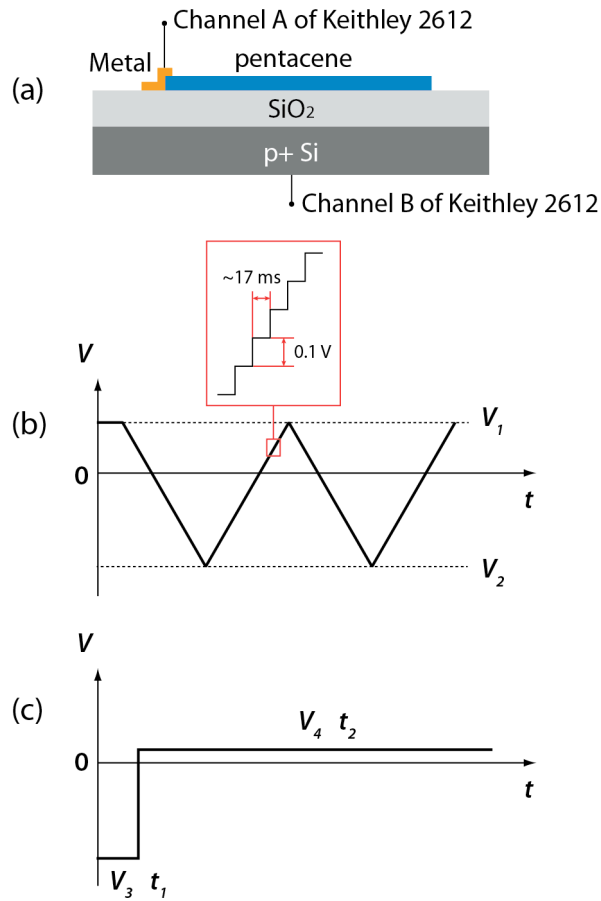 Channel A of Keithley 2612
Metal
pentacene
(a)
SiO₂
p+ Si
Channel B of Keithley 2612
~17 ms
0.1 V
V
(b)
V₁
0
t
V₂
V
(c)
V₄ t₂
0
t
V₃ t₁